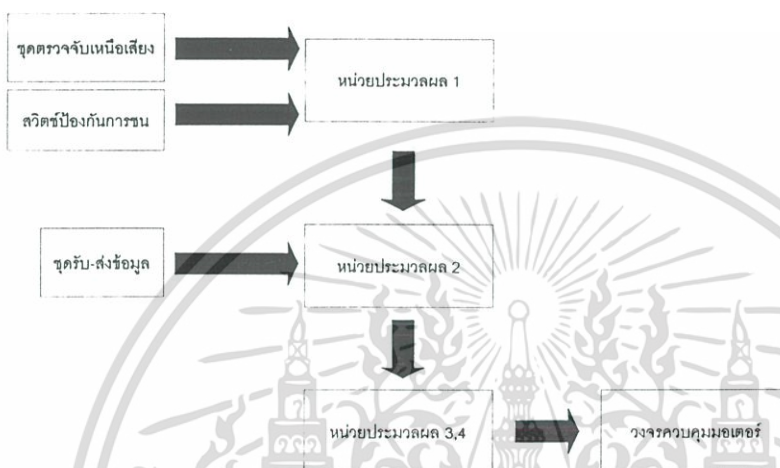 ชุดตรวจจับเหนือเสียง
หน่วยประมวลผล 1
สวิตช์ป้องกันการชน
ชุดรับ-ส่งข้อมูล
หน่วยประมวลผล 2
หน่วยประมวลผล 3,4
วงจรควบคุมมอเตอร์